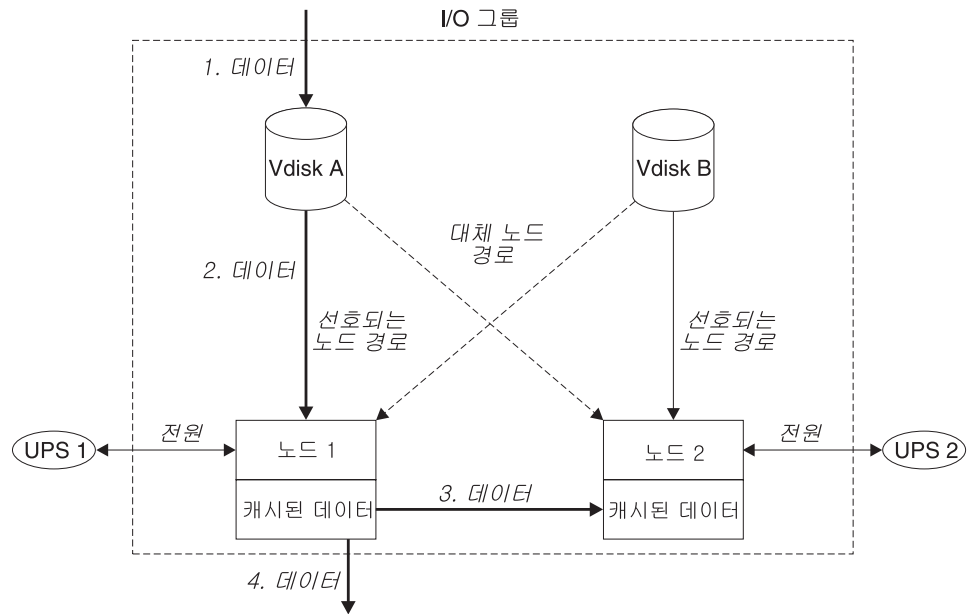 I/O 그룹
1. 데이터
Vdisk A
Vdisk B
대체 노드
경로
2. 데이터
선호되는
노드 경로
선호되는
노드 경로
UPS 1
전원
노드 1
노드 2
전원
UPS 2
캐시된 데이터
3. 데이터
캐시된 데이터
4. 데이터